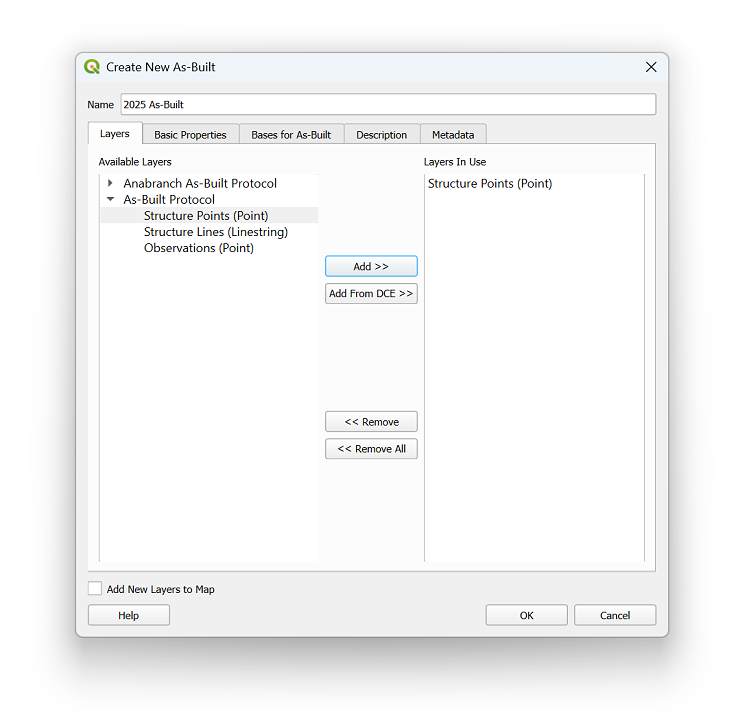 Create New As-Built
Name 2025 As-Built
Layers Basic Properties Bases for As-Built Description Metadata
Available Layers
Layers In Use
Anabranch As-Built Protocol
As-Built Protocol
Structure Points (Point)
Structure Lines (Linestring)
Observations (Point)
Add >>
Add From DCE >>
<< Remove
<< Remove All
Structure Points (Point)
Add New Layers to Map
Help OK Cancel